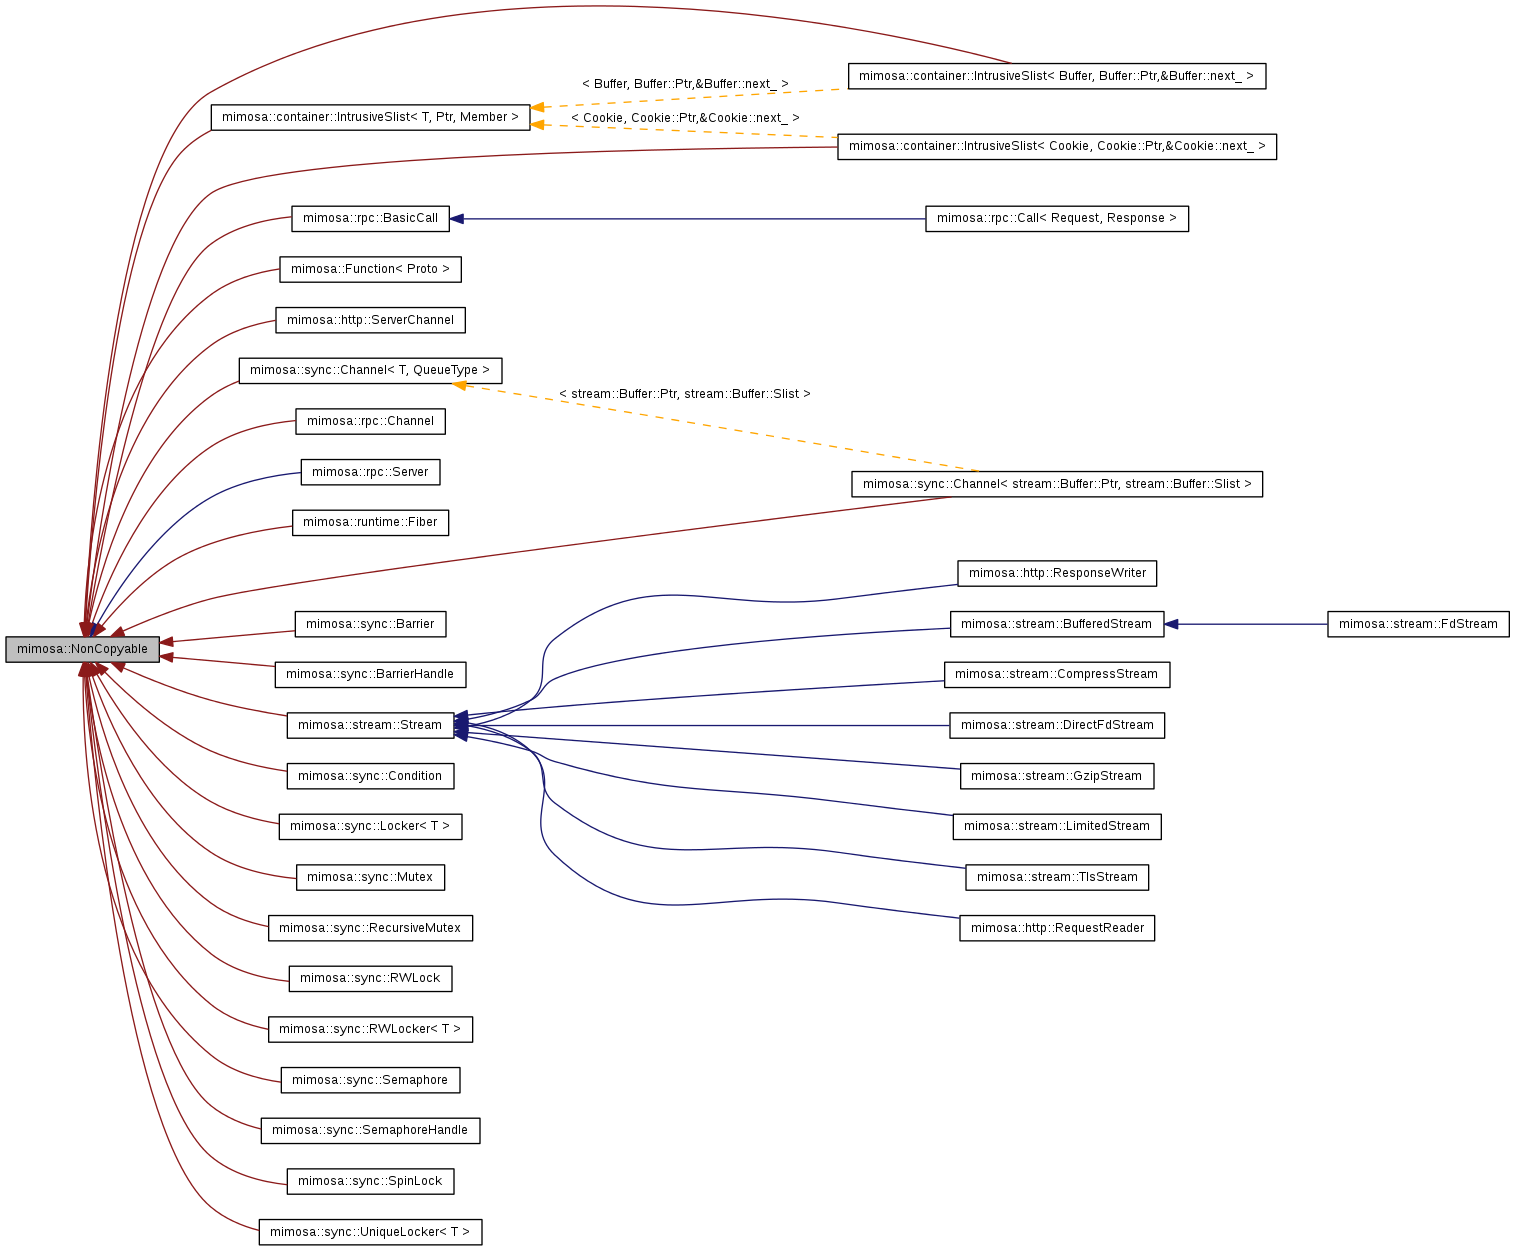 mimosa::container::IntrusiveSlist< Buffer, Buffer::Ptr,&Buffer::next_ >
< Buffer, Buffer::Ptr,&Buffer::next_ >
mimosa::container::IntrusiveSlist< T, Ptr, Member >
< Cookie, Cookie::Ptr,&Cookie::next_ >
mimosa::container::IntrusiveSlist< Cookie, Cookie::Ptr,&Cookie::next_ >
mimosa::rpc::BasicCall
mimosa::rpc::Call< Request, Response >
mimosa::Function< Proto >
mimosa::http::ServerChannel
mimosa::sync::Channel< T, QueueType >
< stream::Buffer::Ptr, stream::Buffer::Slist >
mimosa::rpc::Channel
mimosa::rpc::Server
mimosa::sync::Channel< stream::Buffer::Ptr, stream::Buffer::Slist >
mimosa::runtime::Fiber
mimosa::http::ResponseWriter
mimosa::sync::Barrier
mimosa::stream::BufferedStream
mimosa::stream::FdStream
mimosa::NonCopyable
mimosa::sync::BarrierHandle
mimosa::stream::CompressStream
mimosa::stream::Stream
mimosa::stream::DirectFdStream
mimosa::sync::Condition
mimosa::stream::GzipStream
mimosa::sync::Locker< T >
mimosa::stream::LimitedStream
mimosa::sync::Mutex
mimosa::stream::TlsStream
mimosa::sync::RecursiveMutex
mimosa::http::RequestReader
mimosa::sync::RWLock
mimosa::sync::RWLocker< T >
mimosa::sync::Semaphore
mimosa::sync::SemaphoreHandle
mimosa::sync::SpinLock
mimosa::sync::UniqueLocker< T >